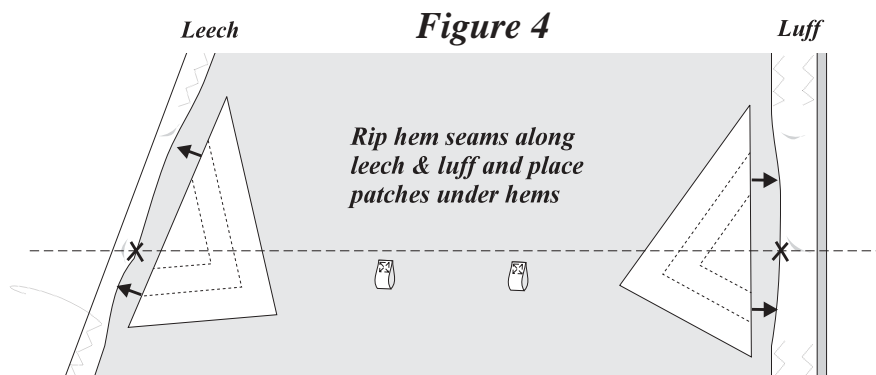 Figure 4
Leech
Luff
Rip hem seams along
leech & luff and place
patches under hems